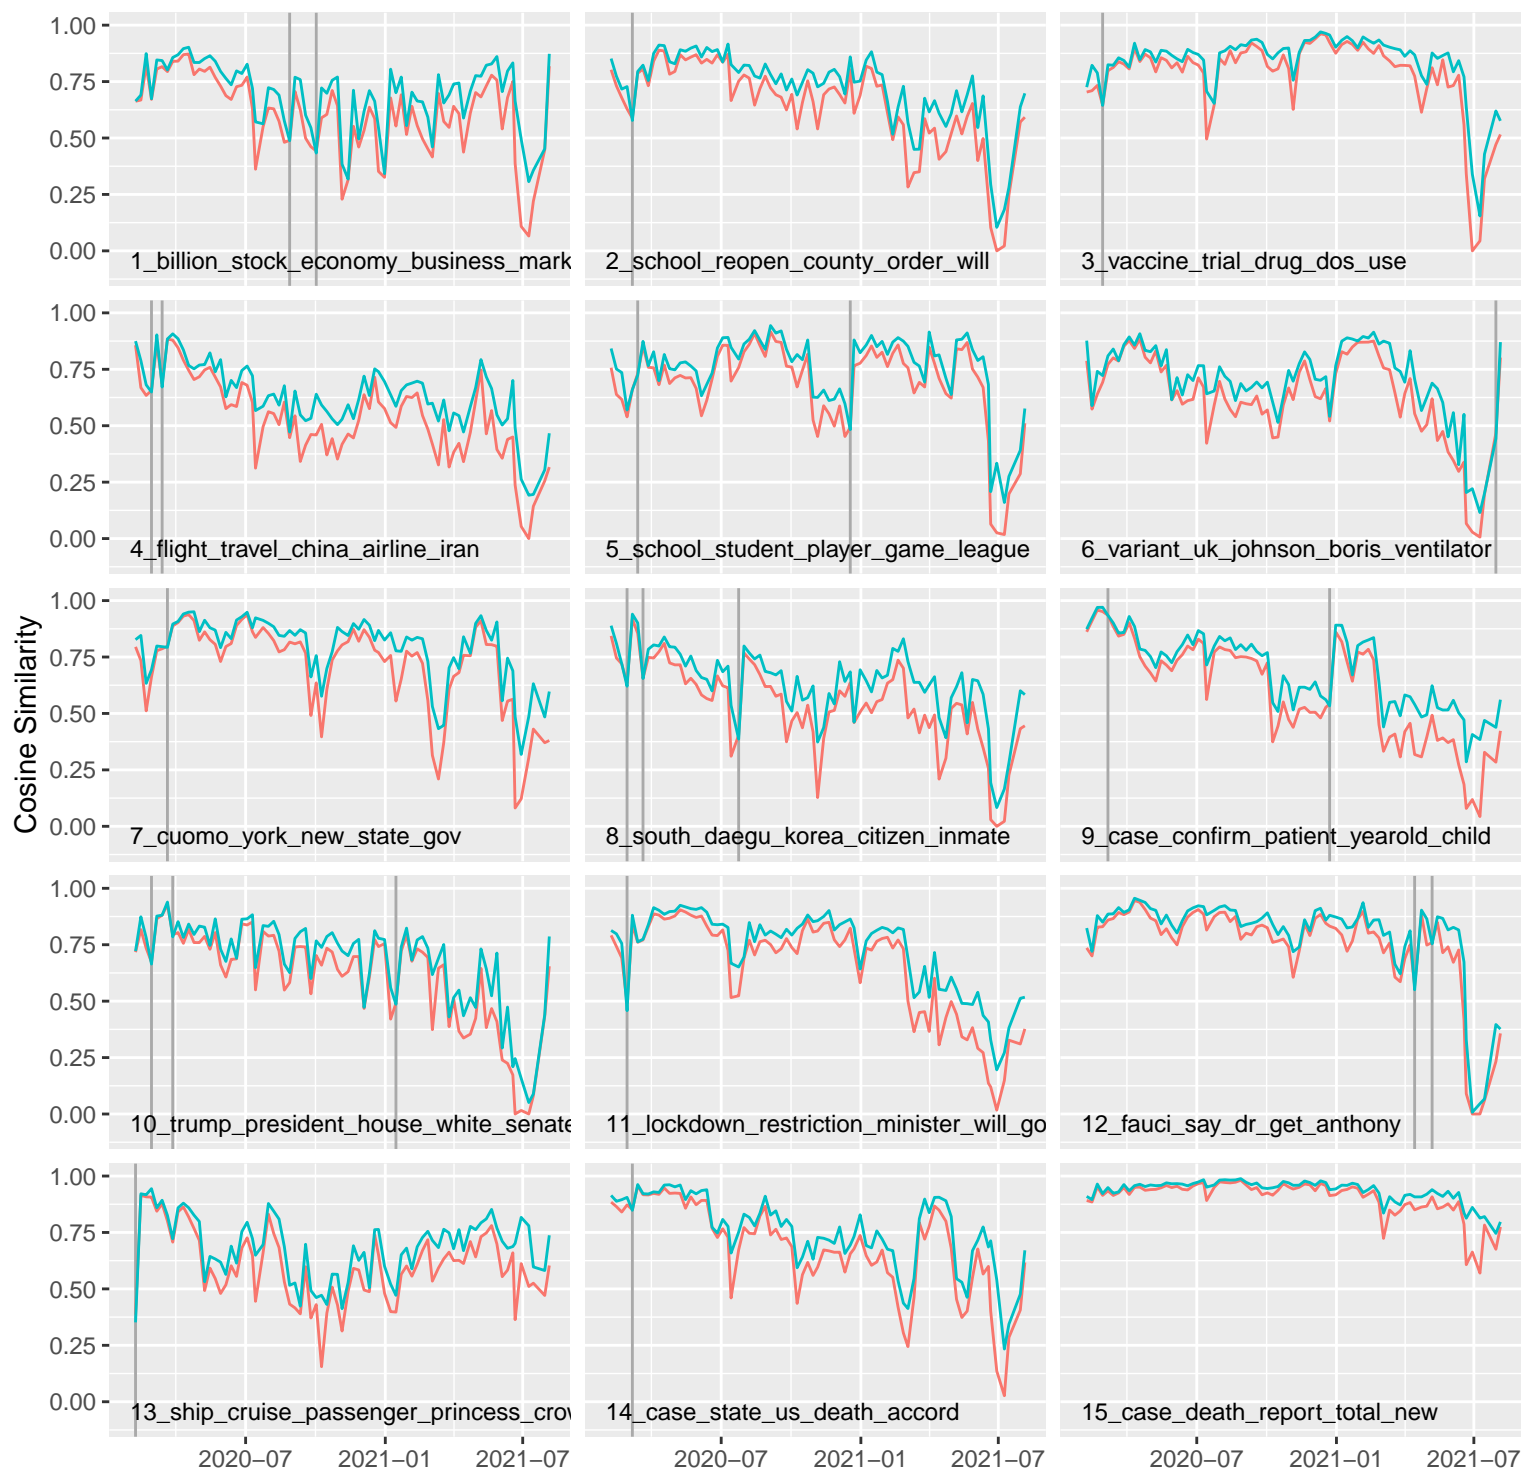 1.00
0.75
0.50
0.25
0.00
1_billion_stock_economy_business_mark
2_school_reopen_county_order_will
3_vaccine_trial_drug_dos_use
1.00
0.75
0.50
0.25
0.00
4_flight_travel_china_airline_iran
5_school_student_player_game_league
6_variant_uk_johnson_boris_ventilator
Cosine Similarity
1.00
0.75
0.50
0.25
0.00
7_cuomo_york_new_state_gov
8_south_daegu_korea_citizen_inmate
9_case_confirm_patient_yearold_child
1.00
0.75
0.50
0.25
0.00
10_trump_president_house_white_senate
11_lockdown_restriction_minister_will_go
12_fauci_say_dr_get_anthony
1.00
0.75
0.50
0.25
0.00
13_ship_cruise_passenger_princess_crow
14_case_state_us_death_accord
15_case_death_report_total_new
2020−07 2021−01 2021−07 2020−07 2021−01 2021−07 2020−07 2021−01 2021−07